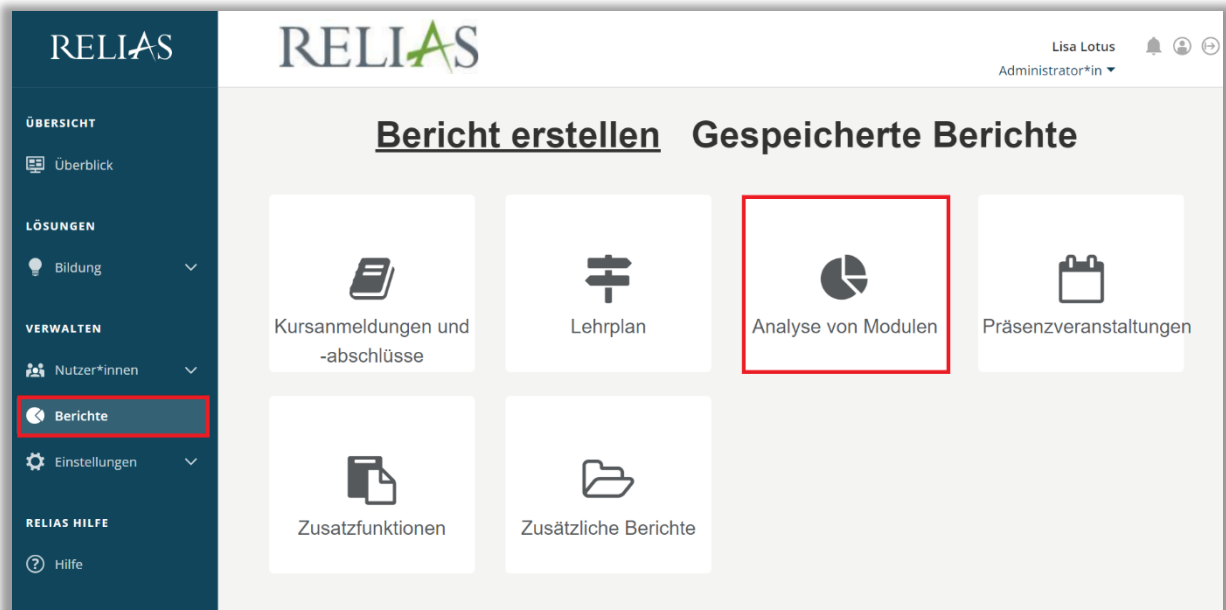 RELIAS
ÜBERSICHT
Überblick
LÖSUNGEN
Bildung
VERWALTEN
Nutzer*innen
Berichte
Einstellungen
RELIAS HILFE
Hilfe
RELIAS
Lisa Lotus
Administrator*in
Bericht erstellen Gespeicherte Berichte
Kursanmeldungen und
-abschlüsse
Lehrplan
Analyse von Modulen
Präsenzveranstaltungen
Zusatzfunktionen
Zusätzliche Berichte